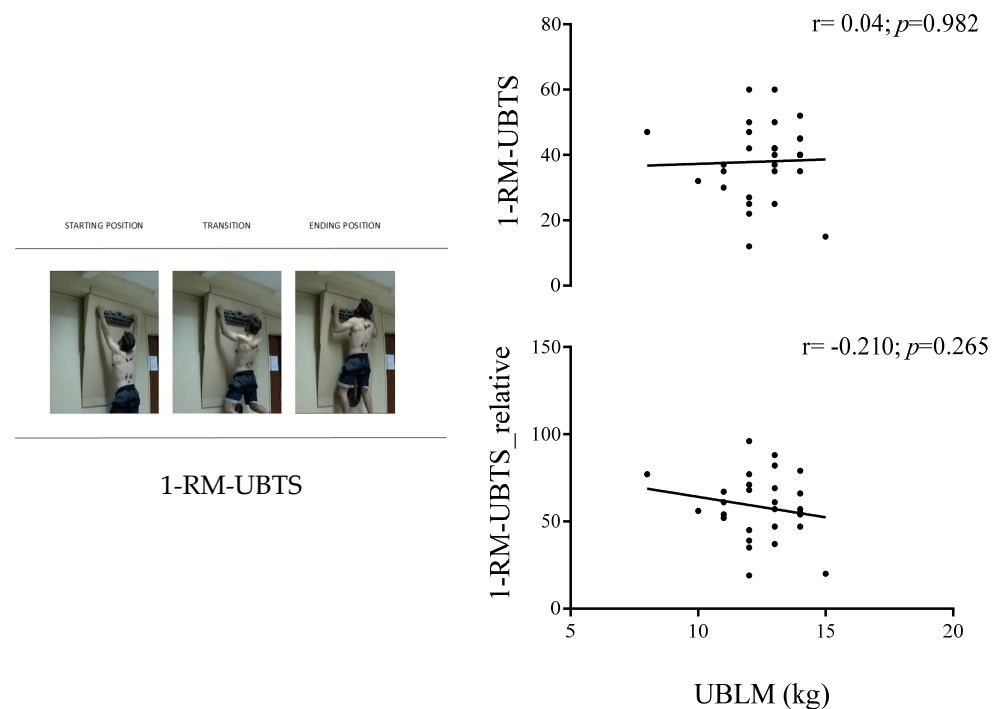 STARTING POSITION
TRANSITION
ENDING POSITION
1-RM-UBTS
r= 0.04; p=0.982
1-RM-UBTS
80
60
40
20
0
r= -0.210; p=0.265
1-RM-UBTS_relative
150
100
50
0
5
10
15
20
UBLM (kg)